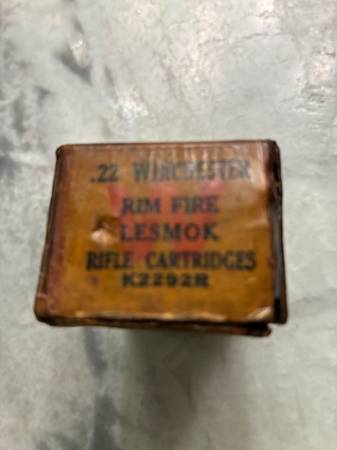 .22 WINCHESTER
RIM FIRE
LESMOK
RIFLE CARTRIDGES
K2292R